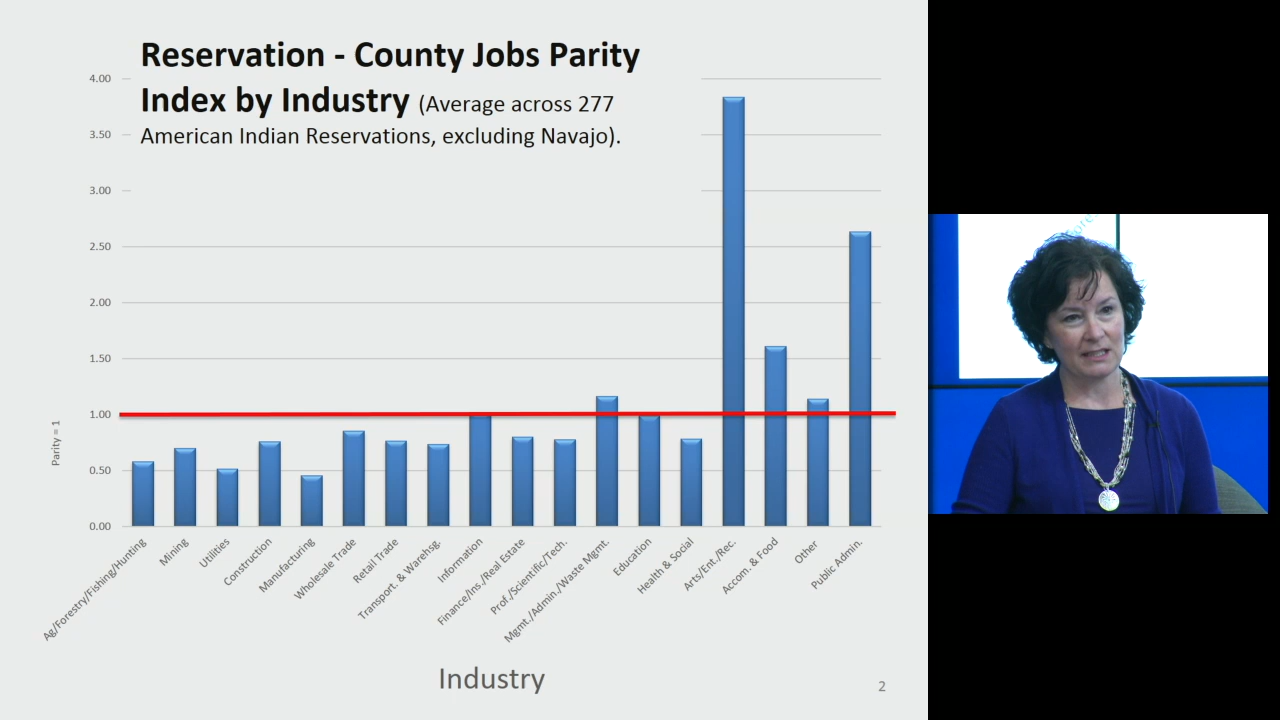 Reservation - County Jobs Parity
Index by Industry (Average across 277
American Indian Reservations, excluding Navajo).
4.00
3.50
3.00
2.50
2.00
1.50
1.00
0.50
0.00
Parity = 1
Ag/Forestry/Fishing/Hunting
Mining
Utilities
Construction
Manufacturing
Wholesale Trade
Retail Trade
Transport. & Warehsg.
Information
Finance/Ins./Real Estate
Prof./Scientific/Tech.
Mgmt./Admin./Waste Mgmt.
Education
Health & Social
Arts/Ent./Rec.
Accom. & Food
Other
Public Admin.
Industry
2